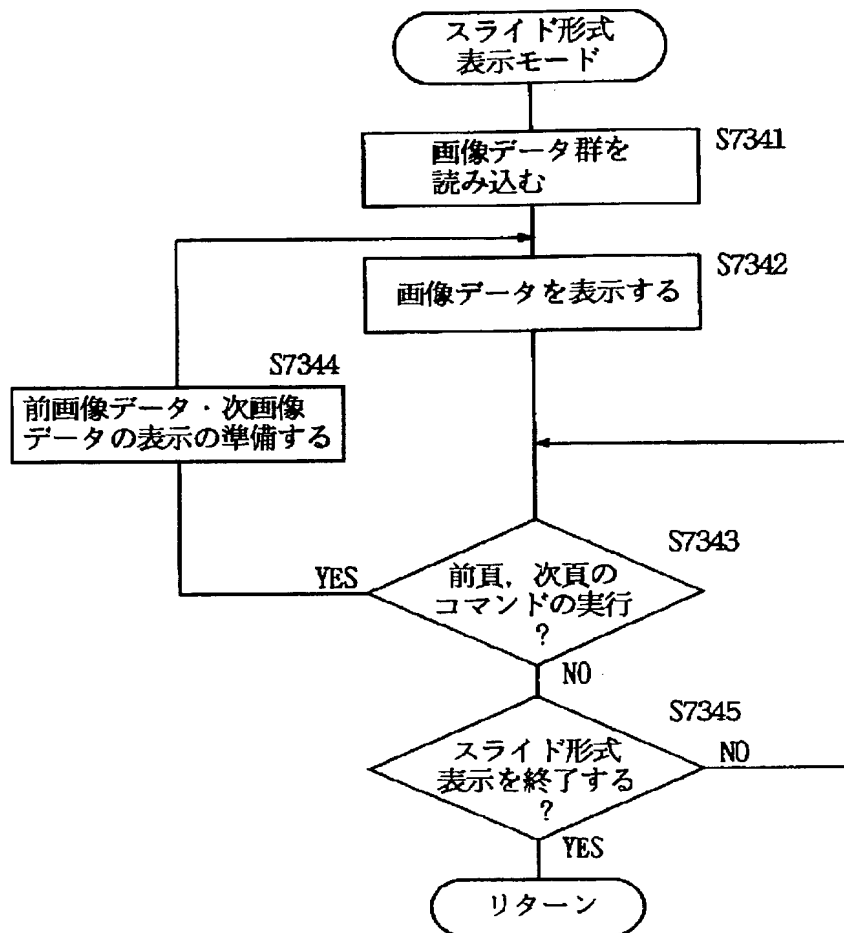 スライド形式
表示モード
S7341
画像データ群を
読み込む
S7342
画像データを表示する
S7344
前画像データ・次画像
データの表示の準備する
S7343
YES
前頁，次頁の
コマンドの実行
?
NO
S7345
スライド形式
表示を終了する
?
NO
YES
リターン